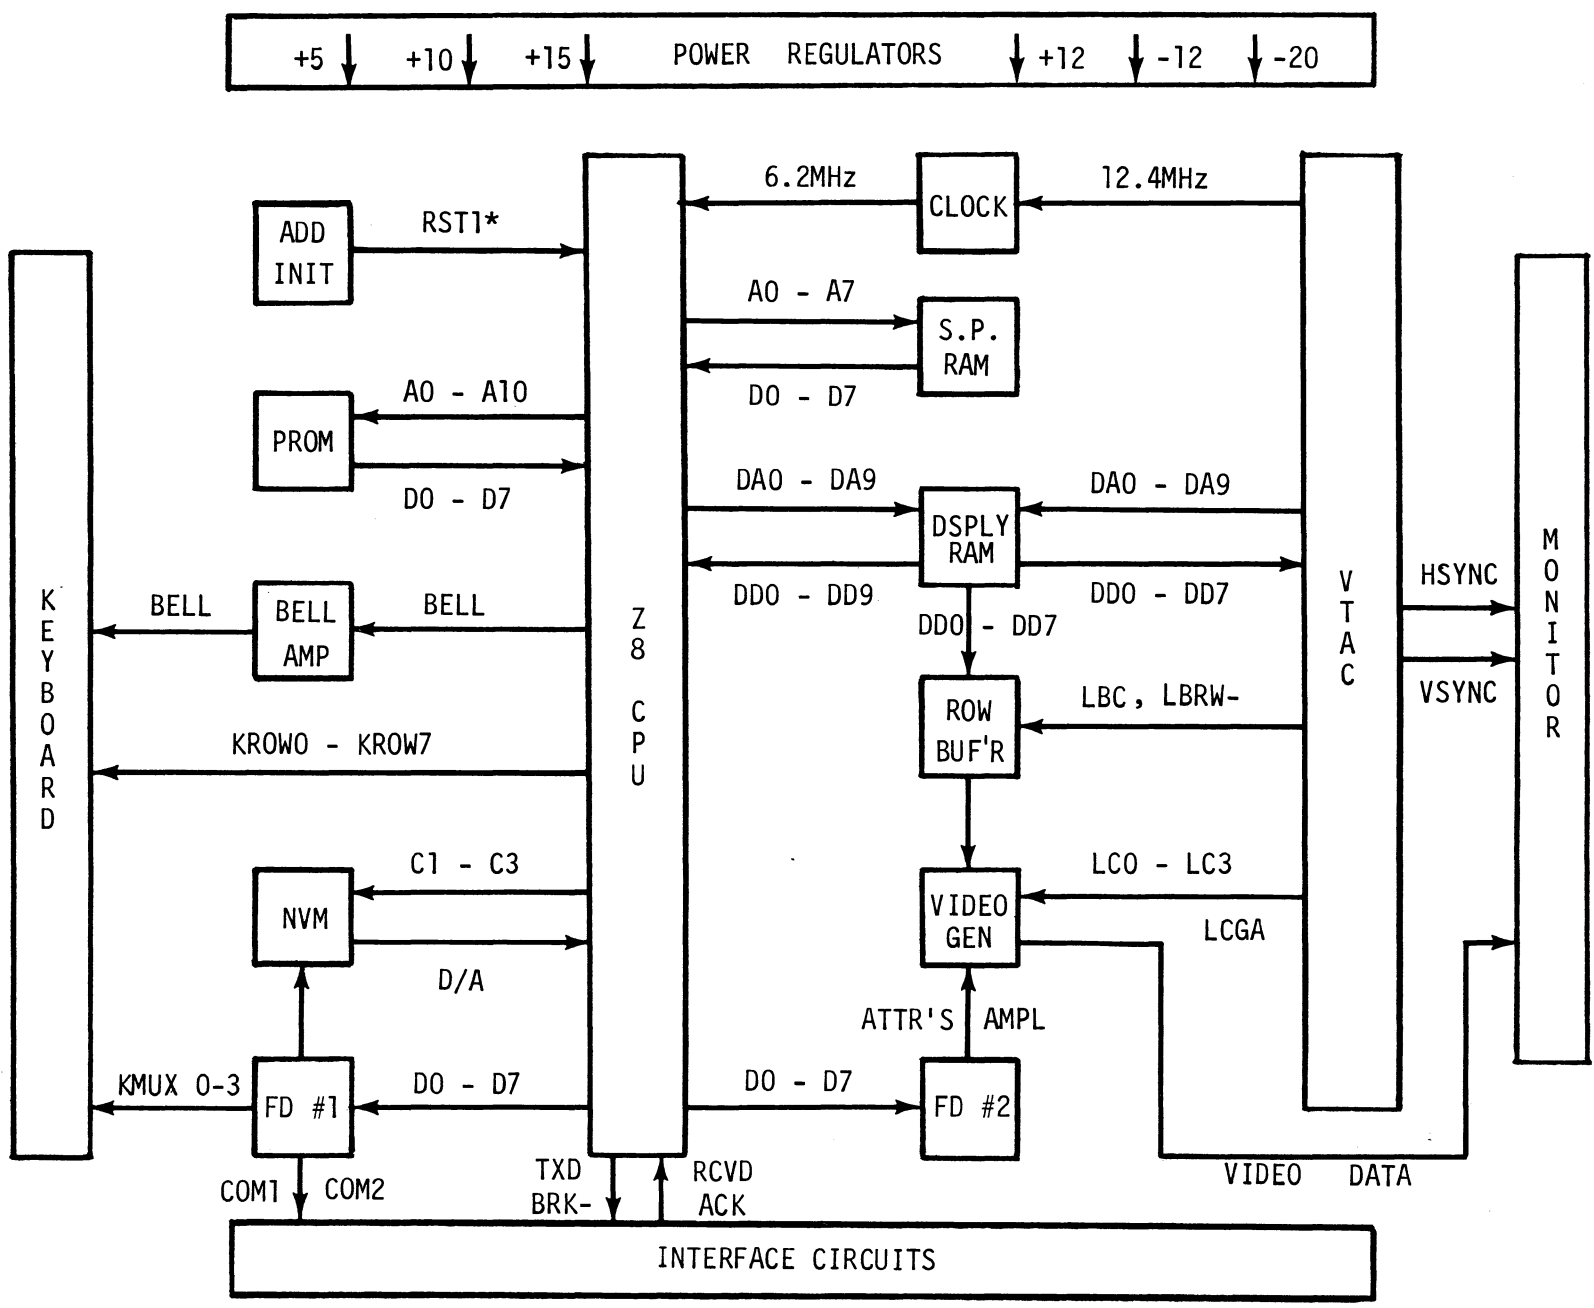 +5 +10 +15 POWER REGULATORS +12 -12 -20
6.2MHz
CLOCK
12.4MHz
ADD
INIT
RST1*
A0 - A7
S.P.
RAM
D0 - D7
A0 - A10
PROM
D0 - D7
DA0 - DA9
DSPLY
RAM
DA0 - DA9
DD0 - DD9
DD0 - DD7
DD0 - DD7
KEYBOARD
BELL
BELL
AMP
BELL
Z8 CPU
VTAC
HSYNC
VSYNC
MONITOR
ROW
BUF'R
LBC, LBRW-
KROW0 - KROW7
C1 - C3
NVM
D/A
VIDEO
GEN
LC0 - LC3
LCGA
ATTR'S AMPL
KMUX 0-3
FD #1
D0 - D7
D0 - D7
FD #2
COM1 COM2
TXD
BRK-
RCVD
ACK
VIDEO DATA
INTERFACE CIRCUITS